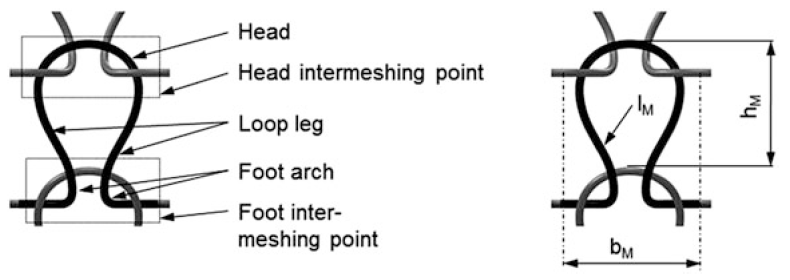 Head
Head intermeshing point
Loop leg
Foot arch
Foot inter-
meshing point
lM
hM
bM